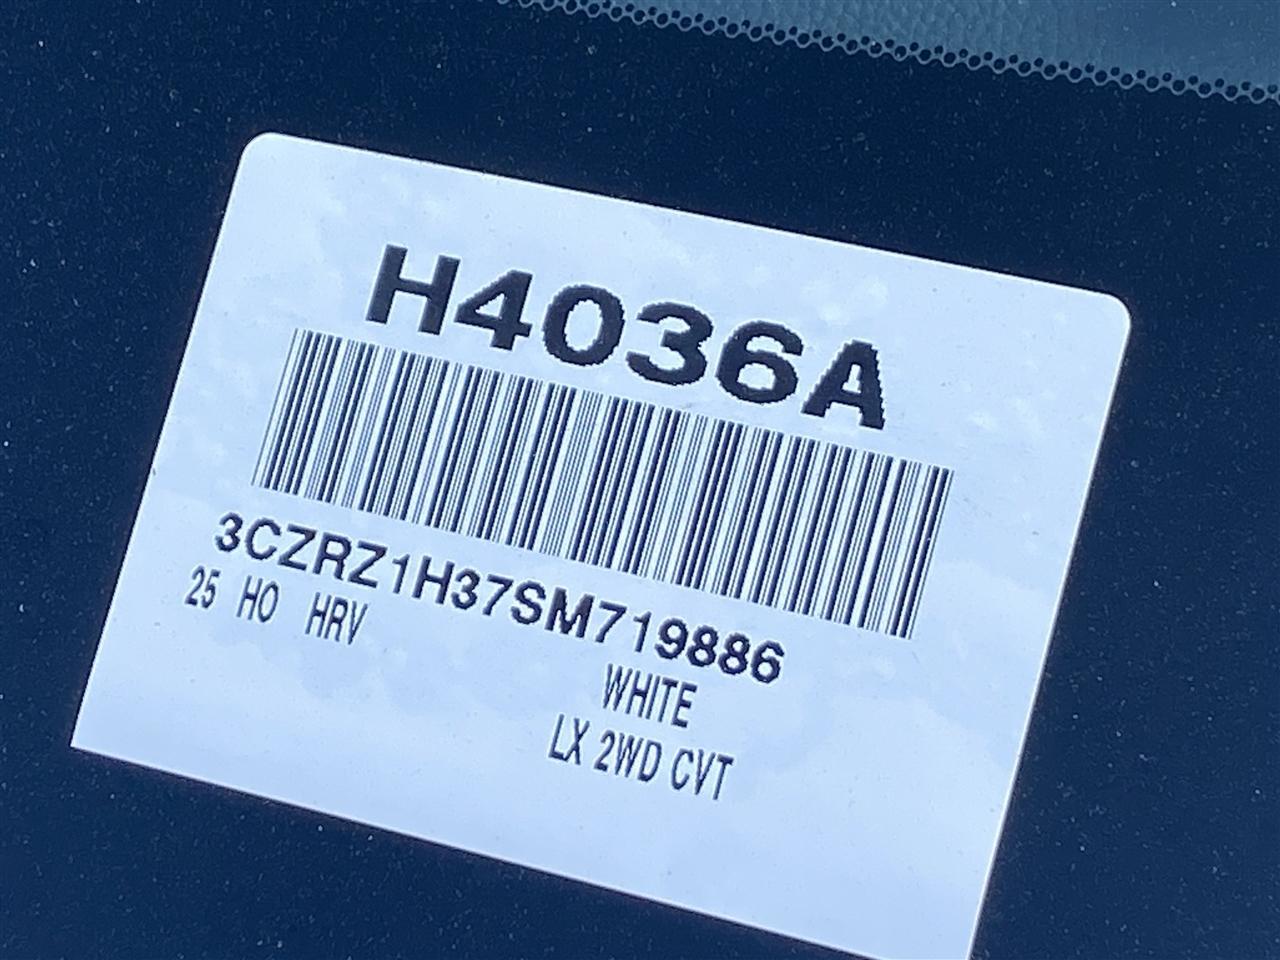 H4036A
3CZRZ1H37SM719886
25 HO HRV
WHITE
LX 2WD CVT